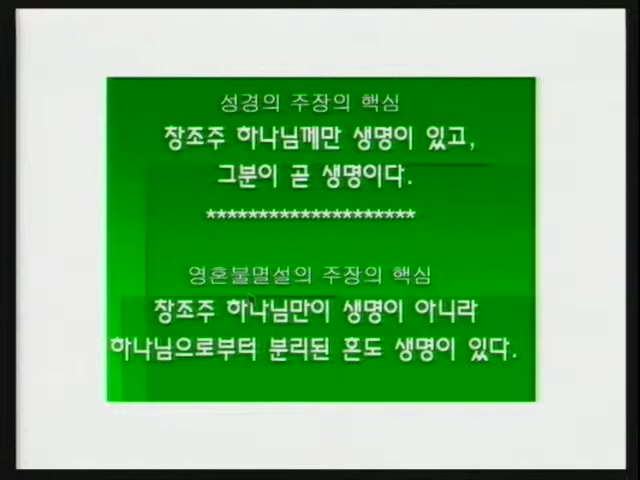 성경의 주장의 핵심
창조주 하나님께만 생명이 있고,
그분이 곧 생명이다.
********************
영혼불멸설의 주장의 핵심
창조주 하나님만이 생명이 아니라
하나님으로부터 분리된 혼도 생명이 있다.